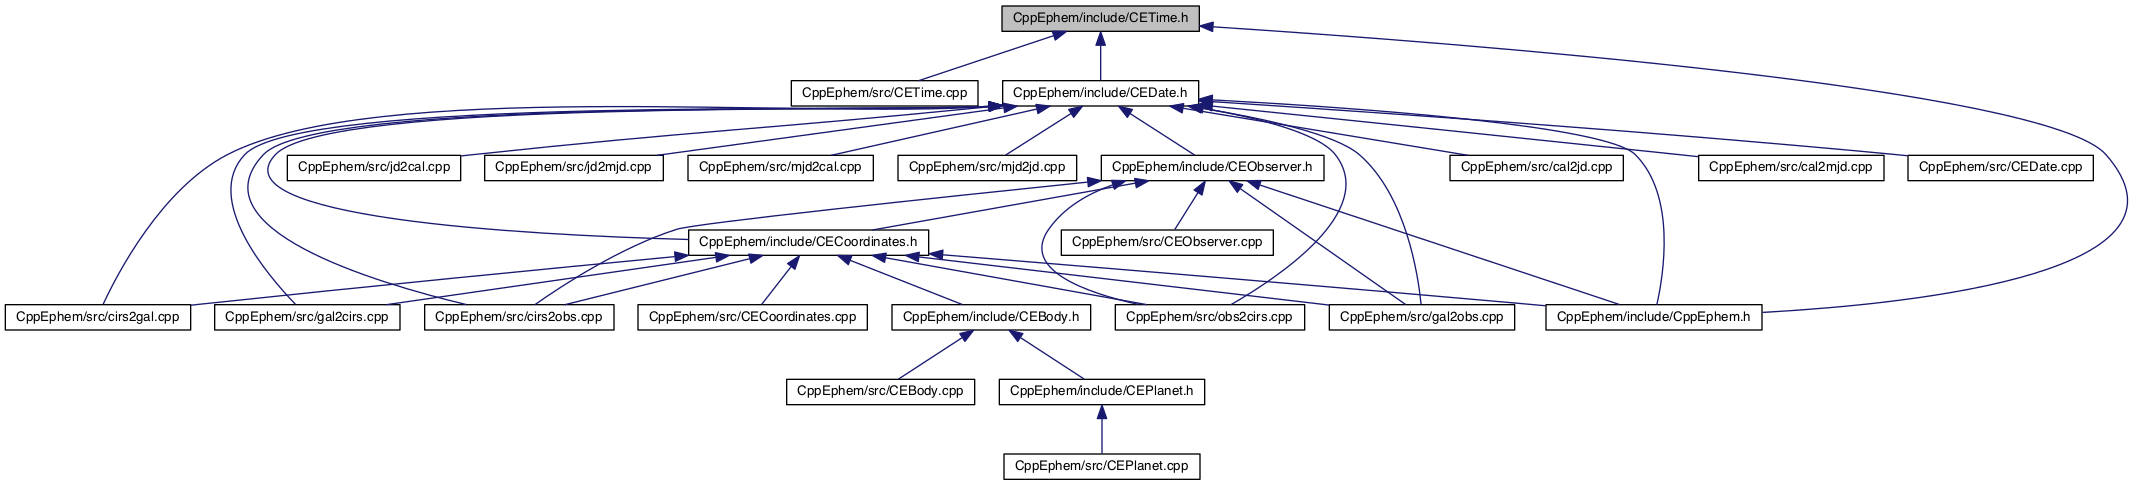 CppEphem/include/CETime.h
CppEphem/src/CETime.cpp
CppEphem/include/CEDate.h
CppEphem/src/jd2cal.cpp
CppEphem/src/jd2mjd.cpp
CppEphem/src/mjd2cal.cpp
CppEphem/src/mjd2jd.cpp
CppEphem/include/CEObserver.h
CppEphem/src/cal2jd.cpp
CppEphem/src/cal2mjd.cpp
CppEphem/src/CEDate.cpp
CppEphem/include/CECoordinates.h
CppEphem/src/CEObserver.cpp
CppEphem/src/cirs2gal.cpp
CppEphem/src/gal2cirs.cpp
CppEphem/src/cirs2obs.cpp
CppEphem/src/CECoordinates.cpp
CppEphem/include/CEBody.h
CppEphem/src/obs2cirs.cpp
CppEphem/src/gal2obs.cpp
CppEphem/include/CppEphem.h
CppEphem/src/CEBody.cpp
CppEphem/include/CEPlanet.h
CppEphem/src/CEPlanet.cpp